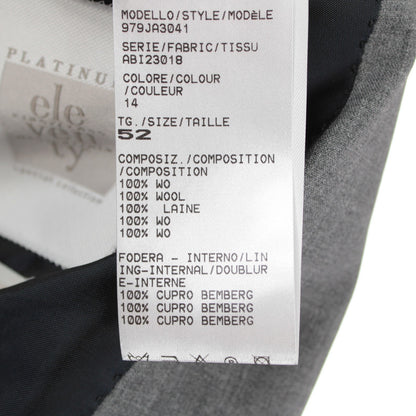 MODELLO/STYLE/MODèLE
979JA3041
SERIE/FABRIC/TISSU
ABI23018
COLORE/COLOUR
/COULEUR
14
TG./SIZE/TAILLE
52
COMPOSIZ./COMPOSITION
/COMPOSITION
100% WO
100% WOOL
100% LAINE
100% WO
100% WO
FODERA - INTERNO/LIN
ING-INTERNAL/DOUBLUR
E-INTERNE
100% CUPRO BEMBERG
100% CUPRO BEMBERG
100% CUPRO BEMBERG
PLATINU
ele
ty